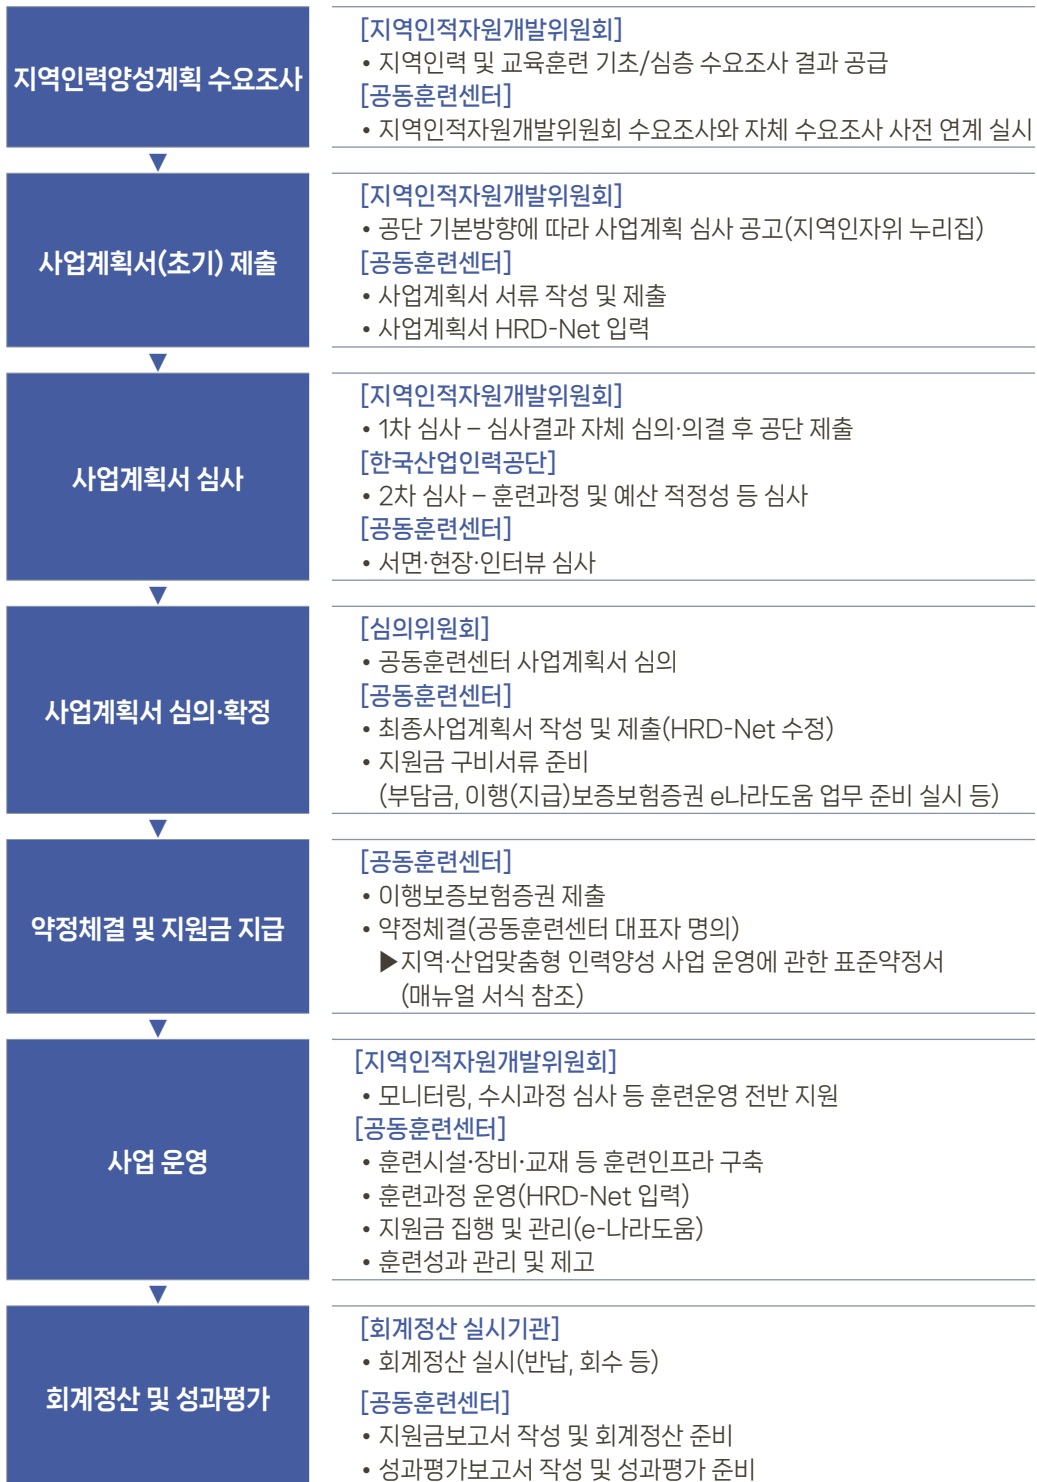 지역인력양성계획 수요조사
[지역인적자원개발위원회]
• 지역인력 및 교육훈련 기초/심층 수요조사 결과 공급
[공동훈련센터]
• 지역인적자원개발위원회 수요조사와 자체 수요조사 사전 연계 실시
▼
사업계획서(초기) 제출
[지역인적자원개발위원회]
• 공단 기본방향에 따라 사업계획 심사 공고(지역인자위 누리집)
[공동훈련센터]
• 사업계획서 서류 작성 및 제출
• 사업계획서 HRD-Net 입력
▼
사업계획서 심사
[지역인적자원개발위원회]
• 1차 심사 – 심사결과 자체 심의·의결 후 공단 제출
[한국산업인력공단]
• 2차 심사 – 훈련과정 및 예산 적정성 등 심사
[공동훈련센터]
• 서면·현장·인터뷰 심사
▼
사업계획서 심의·확정
[심의위원회]
• 공동훈련센터 사업계획서 심의
[공동훈련센터]
• 최종사업계획서 작성 및 제출(HRD-Net 수정)
• 지원금 구비서류 준비
(부담금, 이행(지급)보증보험증권 e나라도움 업무 준비 실시 등)
▼
약정체결 및 지원금 지급
[공동훈련센터]
• 이행보증보험증권 제출
• 약정체결(공동훈련센터 대표자 명의)
▶지역·산업맞춤형 인력양성 사업 운영에 관한 표준약정서
(매뉴얼 서식 참조)
▼
사업 운영
[지역인적자원개발위원회]
• 모니터링, 수시과정 심사 등 훈련운영 전반 지원
[공동훈련센터]
• 훈련시설·장비·교재 등 훈련인프라 구축
• 훈련과정 운영(HRD-Net 입력)
• 지원금 집행 및 관리(e-나라도움)
• 훈련성과 관리 및 제고
▼
회계정산 및 성과평가
[회계정산 실시기관]
• 회계정산 실시(반납, 회수 등)
[공동훈련센터]
• 지원금보고서 작성 및 회계정산 준비
• 성과평가보고서 작성 및 성과평가 준비